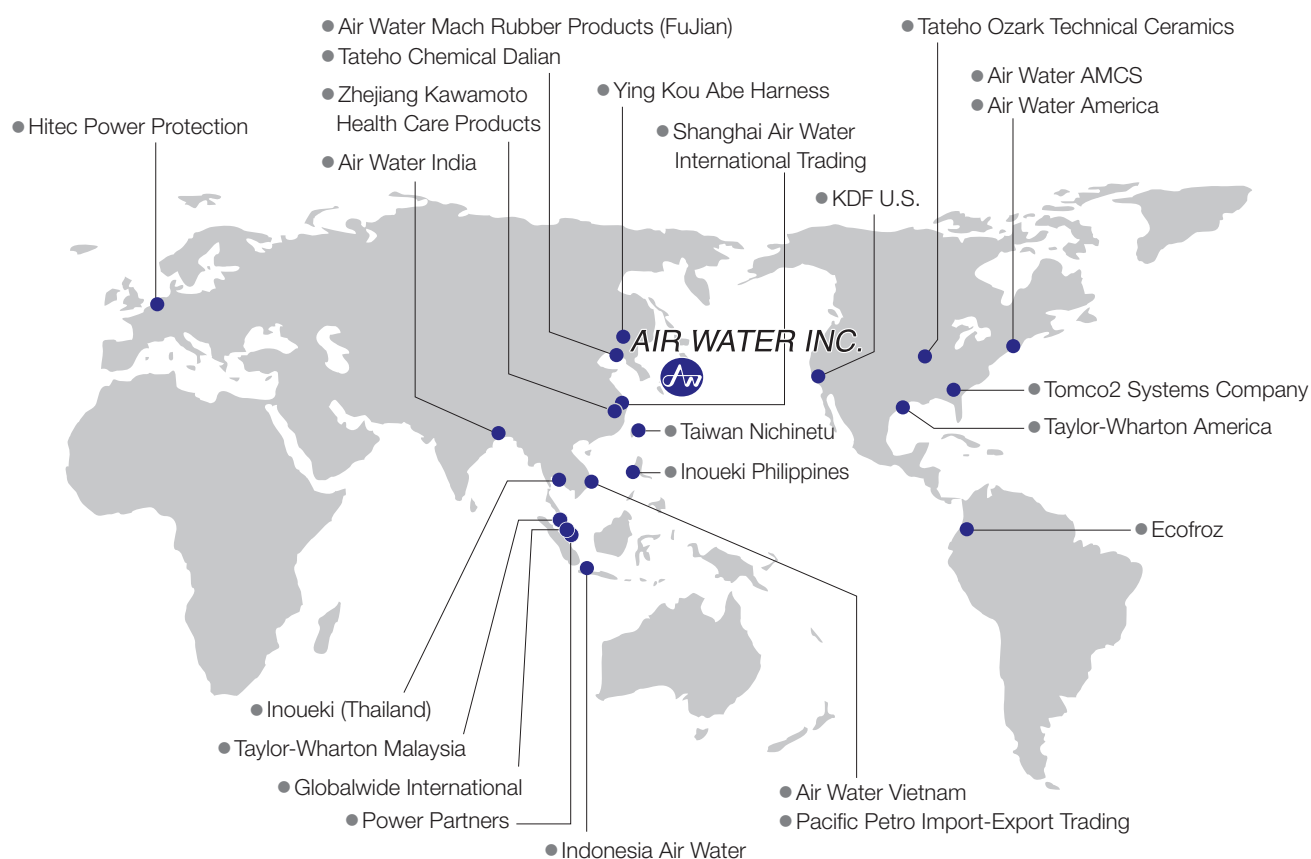 Air Water Mach Rubber Products (FuJian)
Tateho Chemical Dalian
Zhejiang Kawamoto
Health Care Products
Air Water India
Hitec Power Protection
Ying Kou Abe Harness
Shanghai Air Water
International Trading
KDF U.S.
Tateho Ozark Technical Ceramics
Air Water AMCS
Air Water America
AIR WATER INC.
AW
Tomco2 Systems Company
Taylor-Wharton America
Taiwan Nichinetu
Inoueki Philippines
Ecofroz
Inoueki (Thailand)
Taylor-Wharton Malaysia
Globalwide International
Power Partners
Indonesia Air Water
Air Water Vietnam
Pacific Petro Import-Export Trading